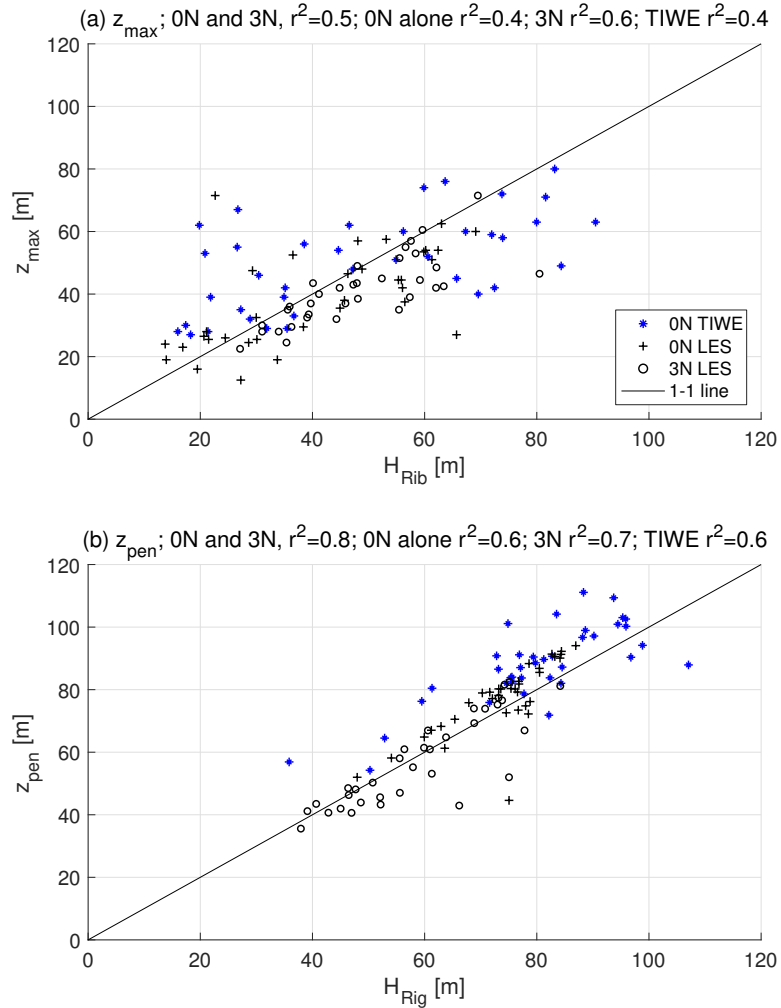 (a) z_max; 0N and 3N, r²=0.5; 0N alone r²=0.4; 3N r²=0.6; TIWE r²=0.4
120
100
80
60
40
20
0
z_max [m]
0N TIWE
0N LES
3N LES
1-1 line
0 20 40 60 80 100 120
H_Rib [m]
(b) z_pen; 0N and 3N, r²=0.8; 0N alone r²=0.6; 3N r²=0.7; TIWE r²=0.6
120
100
80
60
40
20
0
z_pen [m]
0 20 40 60 80 100 120
H_Rig [m]